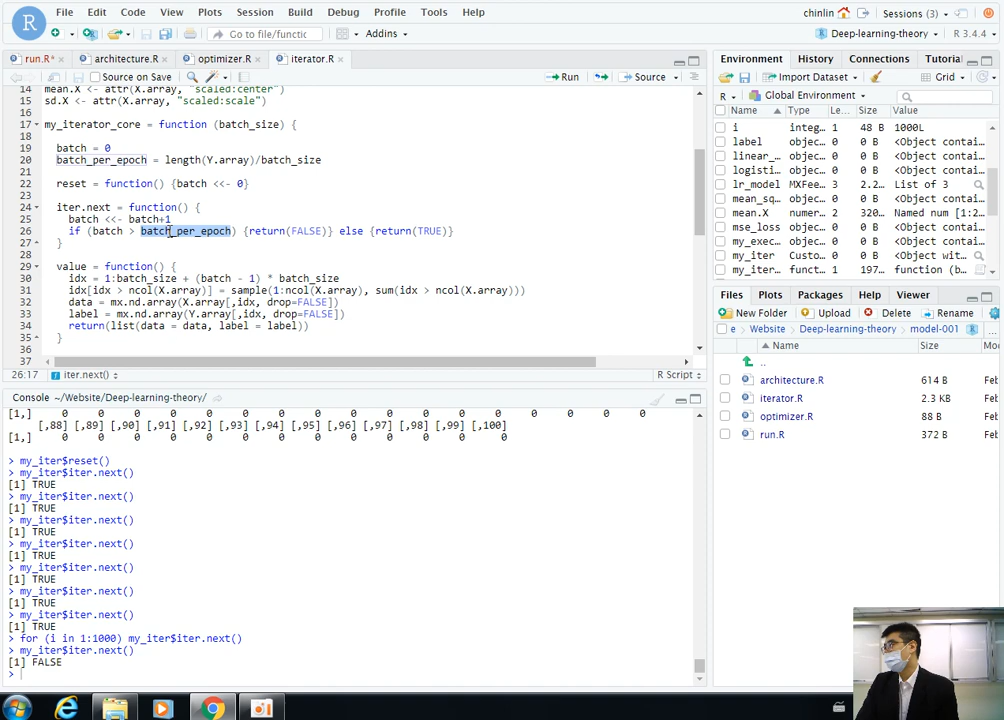 File Edit Code View Plots Session Build Debug Profile Tools Help
chinlin Sessions (3)
Go to file/functic Addins Deep-learning-theory R 3.4.4
run.R* architecture.R optimizer.R iterator.R
Source on Save Run Source
14 mean.X <- attr(X.array, "scaled:center")
15 sd.X <- attr(X.array, "scaled:scale")
16
17 my_iterator_core = function (batch_size) {
18
19 batch = 0
20 batch_per_epoch = length(Y.array)/batch_size
21
22 reset = function() {batch <<- 0}
23
24 iter.next = function() {
25 batch <<- batch+1
26 if (batch > batch_per_epoch) {return(FALSE)} else {return(TRUE)}
27 }
28
29 value = function() {
30 idx = 1:batch_size + (batch - 1) * batch_size
31 idx[idx > ncol(X.array)] = sample(1:ncol(X.array), sum(idx > ncol(X.array)))
32 data = mx.nd.array(X.array[,idx, drop=FALSE])
33 label = mx.nd.array(Y.array[,idx, drop=FALSE])
34 return(list(data = data, label = label))
35 }
36
37
26:17 iter.next() R Script
Console ~/Website/Deep-learning-theory/
[1,] 0 0 0 0 0 0 0 0 0 0 0 0 0 0
[,88] [,89] [,90] [,91] [,92] [,93] [,94] [,95] [,96] [,97] [,98] [,99] [,100]
[1,] 0 0 0 0 0 0 0 0 0 0 0 0 0
> my_iter$reset()
> my_iter$iter.next()
[1] TRUE
> my_iter$iter.next()
[1] TRUE
> my_iter$iter.next()
[1] TRUE
> my_iter$iter.next()
[1] TRUE
> my_iter$iter.next()
[1] TRUE
> my_iter$iter.next()
[1] TRUE
> my_iter$iter.next()
[1] TRUE
> for (i in 1:1000) my_iter$iter.next()
> my_iter$iter.next()
[1] FALSE
>
Environment History Connections Tutorial
Import Dataset Grid
R Global Environment
Name Type Le... Size Value
i integ... 1 48 B 1000L
label objec... 0 0 B <Object contai...
linear_... objec... 0 0 B <Object contai...
logisti... objec... 0 0 B <Object contai...
lr_model MXFee... 3 2.2... List of 3
mean_sq... objec... 0 0 B <Object contai...
mean.X numer... 2 320... Named num [1:2...
mse_loss objec... 0 0 B <Object contai...
my_exec... objec... 0 0 B <Object contai...
my_iter Custo... 0 0 B <Object wit...
my_iter... funct... 1 197... function (b...
Files Plots Packages Help Viewer
New Folder Upload Delete Rename
e Website Deep-learning-theory model-001 ...
Name Size Mo
..
architecture.R 614 B Feb
iterator.R 2.3 KB Feb
optimizer.R 88 B Feb
run.R 372 B Feb